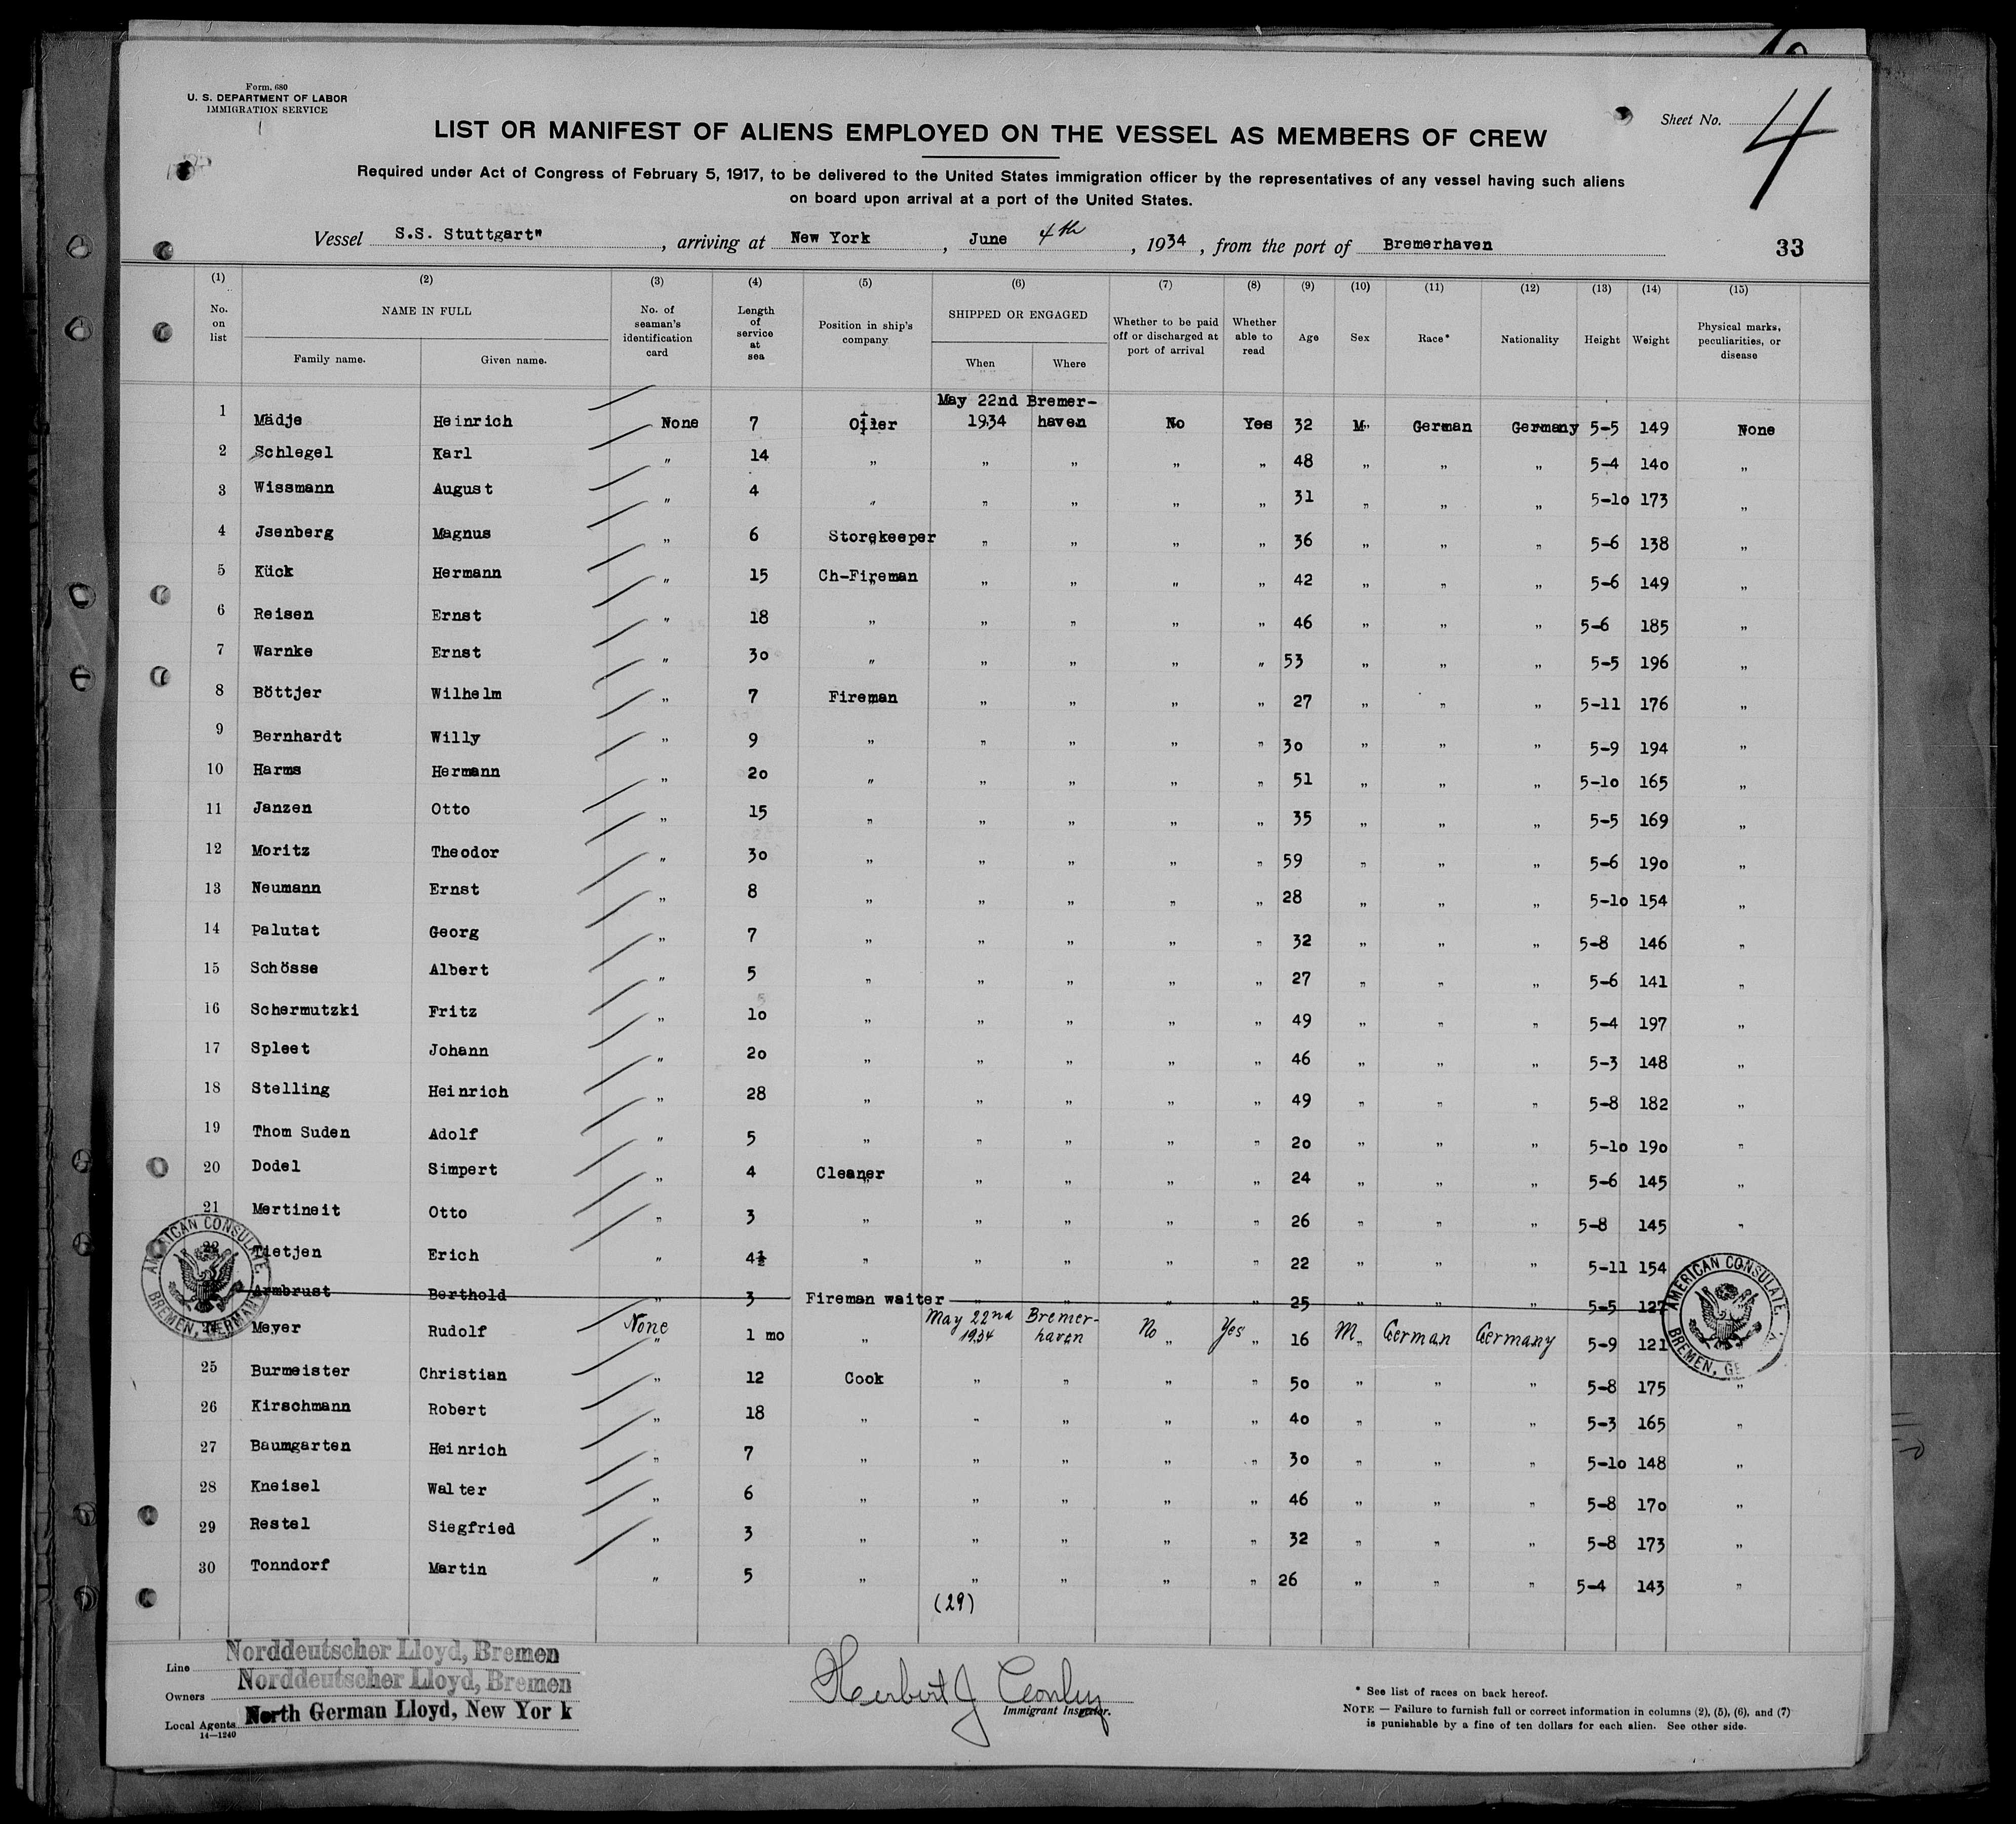 Form. 680
U. S. DEPARTMENT OF LABOR
IMMIGRATION SERVICE
Sheet No. 4
LIST OR MANIFEST OF ALIENS EMPLOYED ON THE VESSEL AS MEMBERS OF CREW
Required under Act of Congress of February 5, 1917, to be delivered to the United States immigration officer by the representatives of any vessel having such aliens
on board upon arrival at a port of the United States.
Vessel S.S. Stuttgart" , arriving at New York , June 4th , 1934 , from the port of Bremerhaven 33
(1) (2) (3) (4) (5) (6) (7) (8) (9) (10) (11) (12) (13) (14) (15)
No. on list NAME IN FULL Family name. Given name. No. of seaman's identification card Length of service at sea Position in ship's company SHIPPED OR ENGAGED When Where Whether to be paid off or discharged at port of arrival Whether able to read Age Sex Race* Nationality Height Weight Physical marks, peculiarities, or disease
1 Mädje Heinrich None 7 Oiler May 22nd 1934 Bremer-haven No Yes 32 M German Germany 5-5 149 None
2 Schlegel Karl " 14 " " " " " 48 " " " 5-4 140 "
3 Wissmann August " 4 " " " " " 31 " " " 5-10 173 "
4 Jsenberg Magnus " 6 Storekeeper " " " " 36 " " " 5-6 138 "
5 Kück Hermann " 15 Ch-Fireman " " " " 42 " " " 5-6 149 "
6 Reisen Ernst " 18 " " " " " 46 " " " 5-6 185 "
7 Warnke Ernst " 30 " " " " " 53 " " " 5-5 196 "
8 Böttjer Wilhelm " 7 Fireman " " " " 27 " " " 5-11 176 "
9 Bernhardt Willy " 9 " " " " " 30 " " " 5-9 194 "
10 Harms Hermann " 20 " " " " " 51 " " " 5-10 165 "
11 Janzen Otto " 15 " " " " " 35 " " " 5-5 169 "
12 Moritz Theodor " 30 " " " " " 59 " " " 5-6 190 "
13 Neumann Ernst " 8 " " " " " 28 " " " 5-10 154 "
14 Palutat Georg " 7 " " " " " 32 " " " 5-8 146 "
15 Schösse Albert " 5 " " " " " 27 " " " 5-6 141 "
16 Schermutzki Fritz " 10 " " " " " 49 " " " 5-4 197 "
17 Spleet Johann " 20 " " " " " 46 " " " 5-3 148 "
18 Stelling Heinrich " 28 " " " " " 49 " " " 5-8 182 "
19 Thom Suden Adolf " 5 " " " " " 20 " " " 5-10 190 "
20 Dodel Simpert " 4 Cleaner " " " " 24 " " " 5-6 145 "
21 Mertineit Otto " 3 " " " " " 26 " " " 5-8 145 "
22 Tietjen Erich " 4½ " " " " " 22 " " " 5-11 154
Armbrust Berthold " 3 Fireman waiter " " " " 25 " " " 5-5 127
Meyer Rudolf None 1 mo " May 22nd 1934 Bremer-haven No Yes 16 M German Germany 5-9 121
25 Burmeister Christian " 12 Cook " " " " 50 " " " 5-8 175 "
26 Kirschmann Robert " 18 " " " " " 40 " " " 5-3 165 "
27 Baumgarten Heinrich " 7 " " " " " 30 " " " 5-10 148 "
28 Kneisel Walter " 6 " " " " " 46 " " " 5-8 170 "
29 Restel Siegfried " 3 " " " " " 32 " " " 5-8 173 "
30 Tonndorf Martin " 5 " " " " " 26 " " " 5-4 143 "
(29)
AMERICAN CONSULATE BREMEN, GERMANY
AMERICAN CONSULATE BREMEN, GE
Line Norddeutscher Lloyd, Bremen
Owners Norddeutscher Lloyd, Bremen
Local Agents North German Lloyd, New York
14—1240
Herbert J Conley
Immigrant Inspector.
* See list of races on back hereof.
NOTE — Failure to furnish full or correct information in columns (2), (5), (6), and (7)
is punishable by a fine of ten dollars for each alien. See other side.